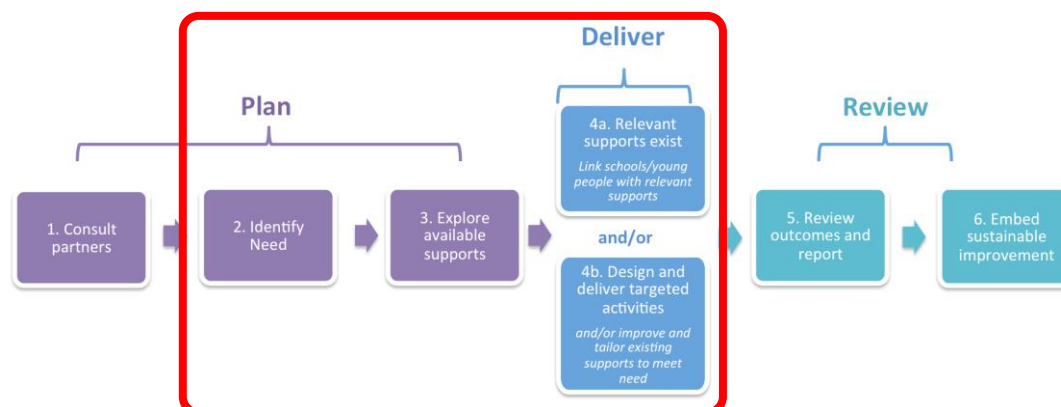 Deliver
Plan
Review
1. Consult
partners
2. Identify
Need
3. Explore
available
supports
4a. Relevant
supports exist
Link schools/young
people with relevant
supports
and/or
4b. Design and
deliver targeted
activities
and/or improve and
tailor existing
supports to meet
need
5. Review
outcomes and
report
6. Embed
sustainable
improvement